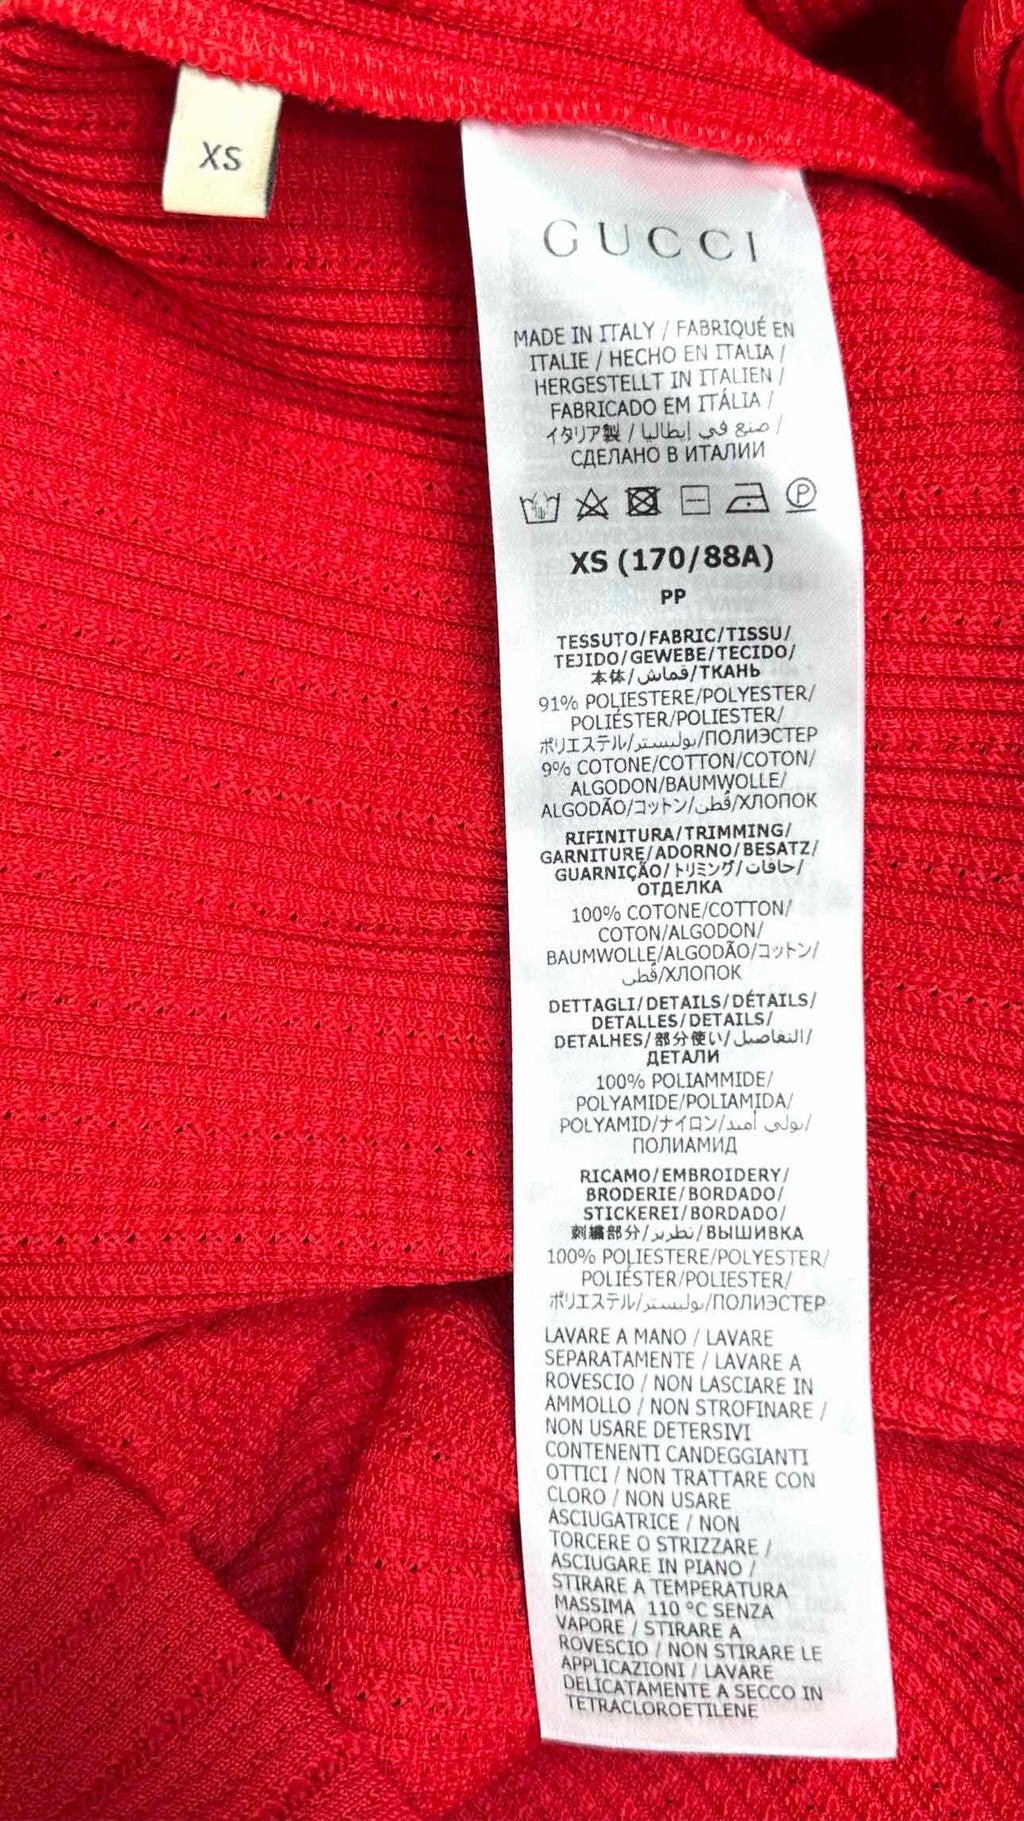 XS
GUCCI
MADE IN ITALY / FABRIQUÉ EN
ITALIE / HECHO EN ITALIA /
HERGESTELLT IN ITALIEN /
FABRICADO EM ITÁLIA /
イタリア製 / صنع في إيطاليا /
СДЕЛАНО В ИТАЛИИ
P
XS (170/88A)
PP
TESSUTO/FABRIC/TISSU/
TEJIDO/GEWEBE/TECIDO/
本体/قماش/ТКАНЬ
91% POLIESTERE/POLYESTER/
POLIÉSTER/POLIESTER/
ポリエステル/بوليستر/ПОЛИЭСТЕР
9% COTONE/COTTON/COTON/
ALGODON/BAUMWOLLE/
ALGODÃO/コットン/قطن/ХЛОПОК
RIFINITURA/TRIMMING/
GARNITURE/ADORNO/BESATZ/
GUARNIÇÃO/トリミング/حافات/
ОТДЕЛКА
100% COTONE/COTTON/
COTON/ALGODON/
BAUMWOLLE/ALGODÃO/コットン/
قطن/ХЛОПОК
DETTAGLI/DETAILS/DÉTAILS/
DETALLES/DETAILS/
DETALHES/部分使い/التفاصيل/
ДЕТАЛИ
100% POLIAMMIDE/
POLYAMIDE/POLIAMIDA/
POLYAMID/ナイロン/بولي أميد/
ПОЛИАМИД
RICAMO/EMBROIDERY/
BRODERIE/BORDADO/
STICKEREI/BORDADO/
刺繍部分/تطريز/ВЫШИВКА
100% POLIESTERE/POLYESTER/
POLIÉSTER/POLIESTER/
ポリエステル/بوليستر/ПОЛИЭСТЕР
LAVARE A MANO / LAVARE
SEPARATAMENTE / LAVARE A
ROVESCIO / NON LASCIARE IN
AMMOLLO / NON STROFINARE /
NON USARE DETERSIVI
CONTENENTI CANDEGGIANTI
OTTICI / NON TRATTARE CON
CLORO / NON USARE
ASCIUGATRICE / NON
TORCERE O STRIZZARE /
ASCIUGARE IN PIANO /
STIRARE A TEMPERATURA
MASSIMA 110 °C SENZA
VAPORE / STIRARE A
ROVESCIO / NON STIRARE LE
APPLICAZIONI / LAVARE
DELICATAMENTE A SECCO IN
TETRACLOROETILENE